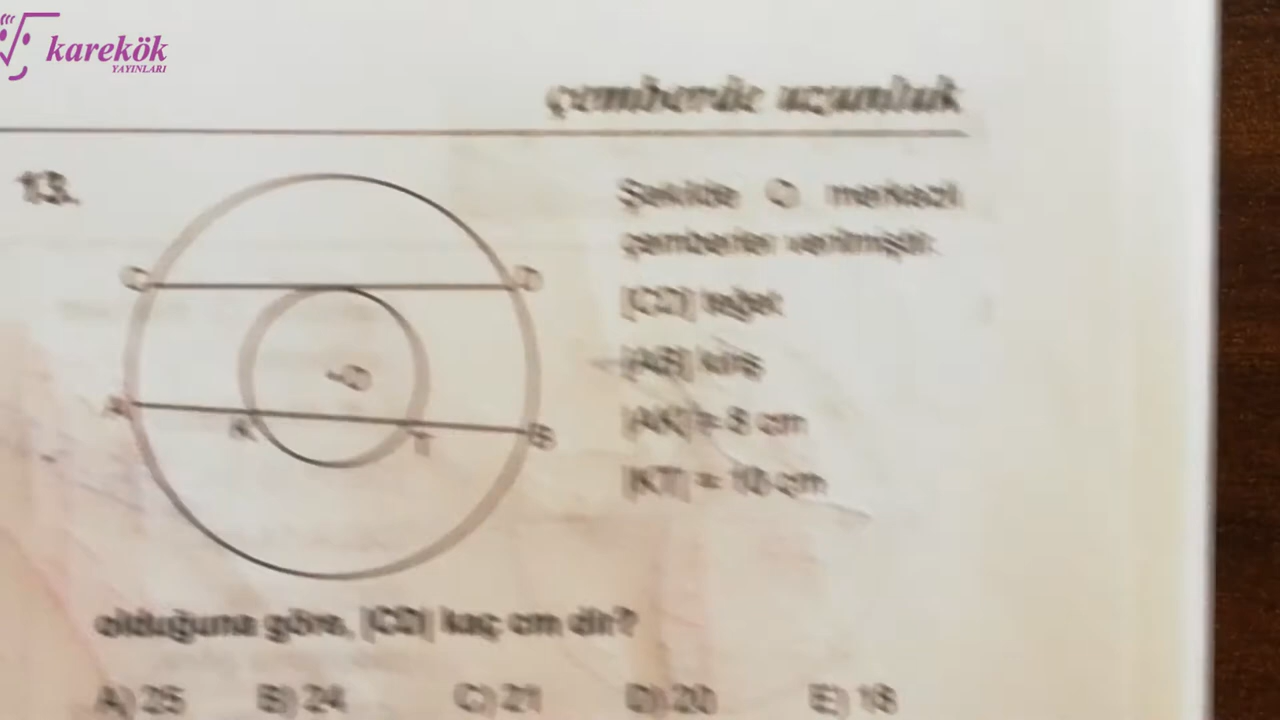 karekök
YAYINLARI
çemberde uzunluk
13.
Şekilde O merkezli
çemberler verilmiştir.
[CD] teğet
[AB] kiriş
|AK| = 8 cm
|KT| = 10 cm
C D
O
A K T B
olduğuna göre, |CD| kaç cm dir?
A) 25 B) 24 C) 21 D) 20 E) 18